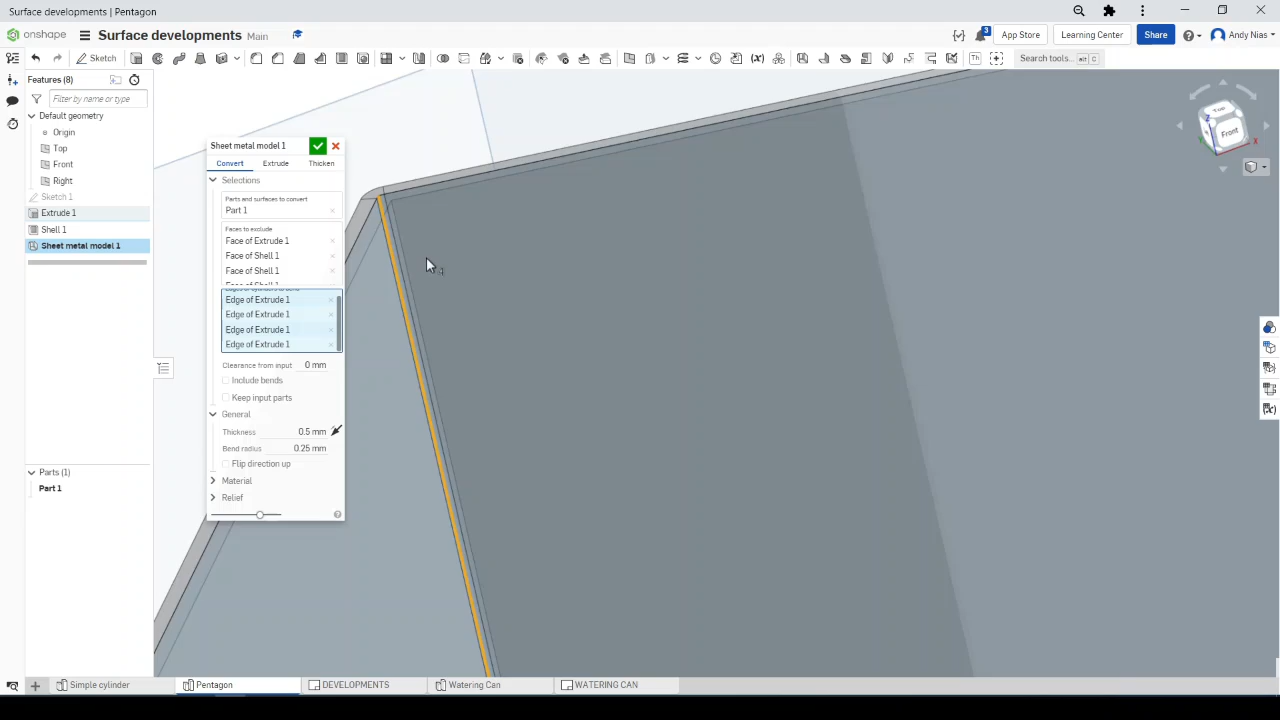 Surface developments | Pentagon
onshape
Surface developments
Main
App Store
Learning Center
Share
Andy Nias
3
Sketch
Search tools...
alt
C
Features (8)
Filter by name or type
Default geometry
Origin
Top
Front
Right
Sketch 1
Extrude 1
Shell 1
Sheet metal model 1
Parts (1)
Part 1
Sheet metal model 1
Convert
Extrude
Thicken
Selections
Parts and surfaces to convert
Part 1
Faces to exclude
Face of Extrude 1
Face of Shell 1
Face of Shell 1
Edge of Extrude 1
Edge of Extrude 1
Edge of Extrude 1
Edge of Extrude 1
Clearance from input 0 mm
Include bends
Keep input parts
General
Thickness 0.5 mm
Bend radius 0.25 mm
Flip direction up
Material
Relief
Top
Front
Z
Y
X
Simple cylinder
Pentagon
DEVELOPMENTS
Watering Can
WATERING CAN